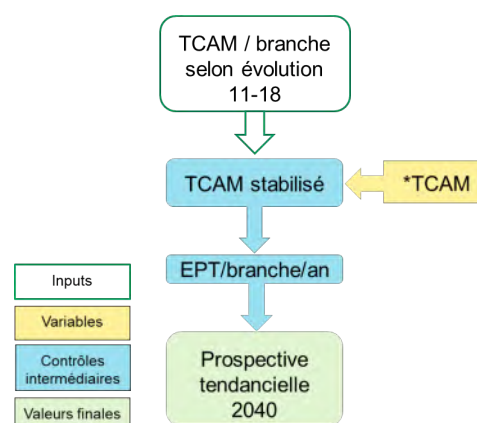 TCAM / branche
selon évolution
11-18
TCAM stabilisé
*TCAM
EPT/branche/an
Prospective
tendancielle
2040
Inputs
Variables
Contrôles
intermédiaires
Valeurs finales